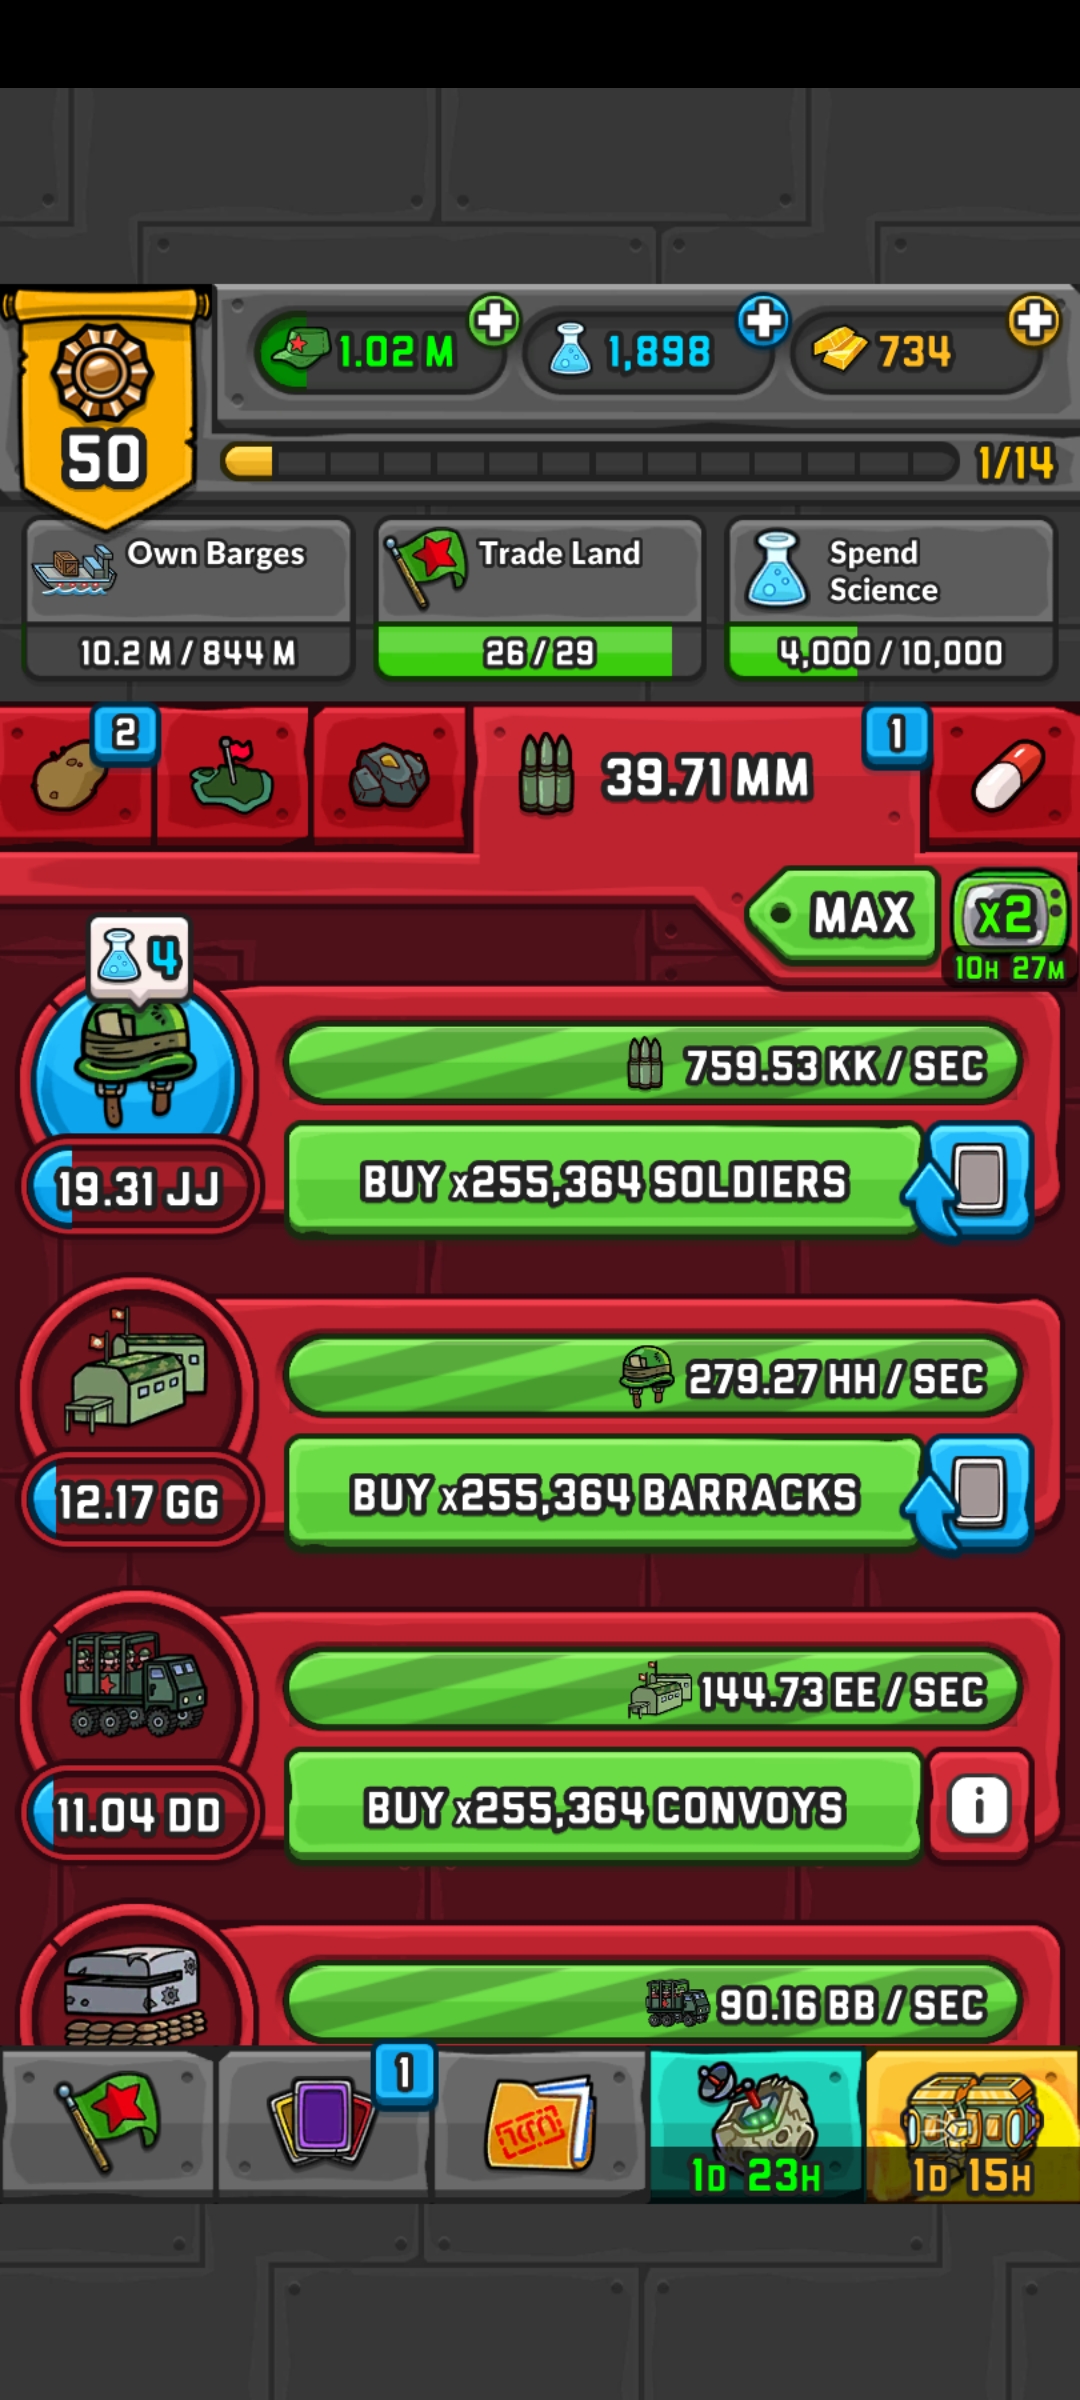 50
1.02 M
1,898
734
1/14
Own Barges
10.2 M / 844 M
Trade Land
26 / 29
Spend
Science
4,000 / 10,000
2
39.71 MM
1
MAX
x2
10H 27M
4
759.53 KK / SEC
19.31 JJ
BUY x255,364 SOLDIERS
279.27 HH / SEC
12.17 GG
BUY x255,364 BARRACKS
144.73 EE / SEC
11.04 DD
BUY x255,364 CONVOYS
i
90.16 BB / SEC
1
1D 23H
1D 15H